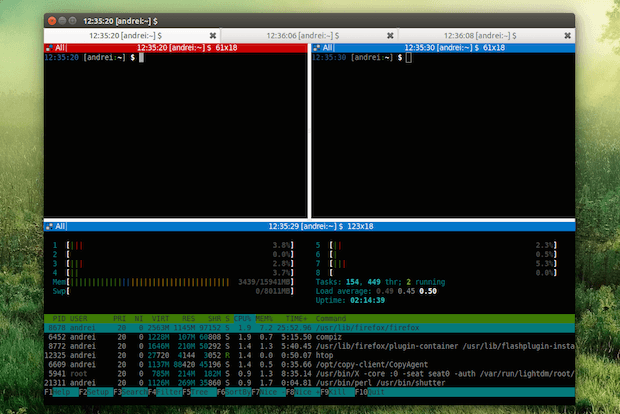 12:35:20 [andrei:~] $
12:35:20 [andrei:~] $
12:36:06 [andrei:~] $
12:36:08 [andrei:~] $
All 12:35:20 [andrei:~] $ 61x18
All 12:35:30 [andrei:~] $ 61x18
12:35:20 [andrei:~] $
12:35:30 [andrei:~] $
All 12:35:29 [andrei:~] $ 123x18
1 [||| 3.8%]
2 [ 0.0%]
3 [||| 2.8%]
4 [|| 3.7%]
Mem[ 3439/15941MB]
Swp[ 0/8011MB]
5 [|| 2.3%]
6 [| 0.5%]
7 [||| 5.3%]
8 [ 0.0%]
Tasks: 154, 449 thr; 2 running
Load average: 0.49 0.45 0.50
Uptime: 02:14:39
PID USER PRI NI VIRT RES SHR S CPU% MEM% TIME+ Command
andrei 20 0 2563M 1145M 97152 S 1.9 7.2 25:52.96 /usr/lib/firefox/firefox
6452 andrei 20 0 1228M 107M 60808 S 1.4 0.7 5:15.50 compiz
8772 andrei 20 0 1646M 210M 50292 S 1.4 1.3 5:40.45 /usr/lib/firefox/plugin-container /usr/lib/flashplugin-insta
12325 andrei 20 0 27720 4144 3052 R 1.4 0.0 0:50.07 htop
6609 andrei 20 0 1137M 80420 45196 S 1.4 0.5 0:35.66 /opt/copy-client/CopyAgent
5941 root 20 0 785M 214M 182M S 0.9 1.3 8:35.14 /usr/bin/X -core :0 -seat seat0 -auth /var/run/lightdm/root/
21311 andrei 20 0 1126M 269M 35860 S 0.9 1.7 0:04.81 /usr/bin/perl /usr/bin/shutter
F1Help F2Setup F3Search F4Filter F5Tree F6SortBy F7Nice - F8Nice + F9Kill F10Quit